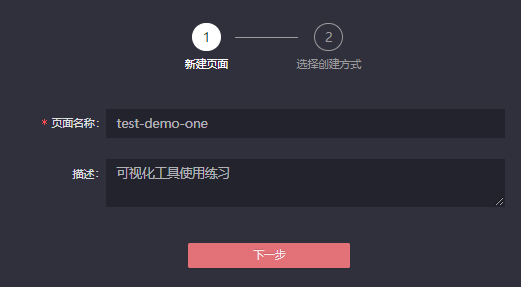 1
2
新建页面
选择创建方式
* 页面名称：
test-demo-one
描述：
可视化工具使用练习
下一步